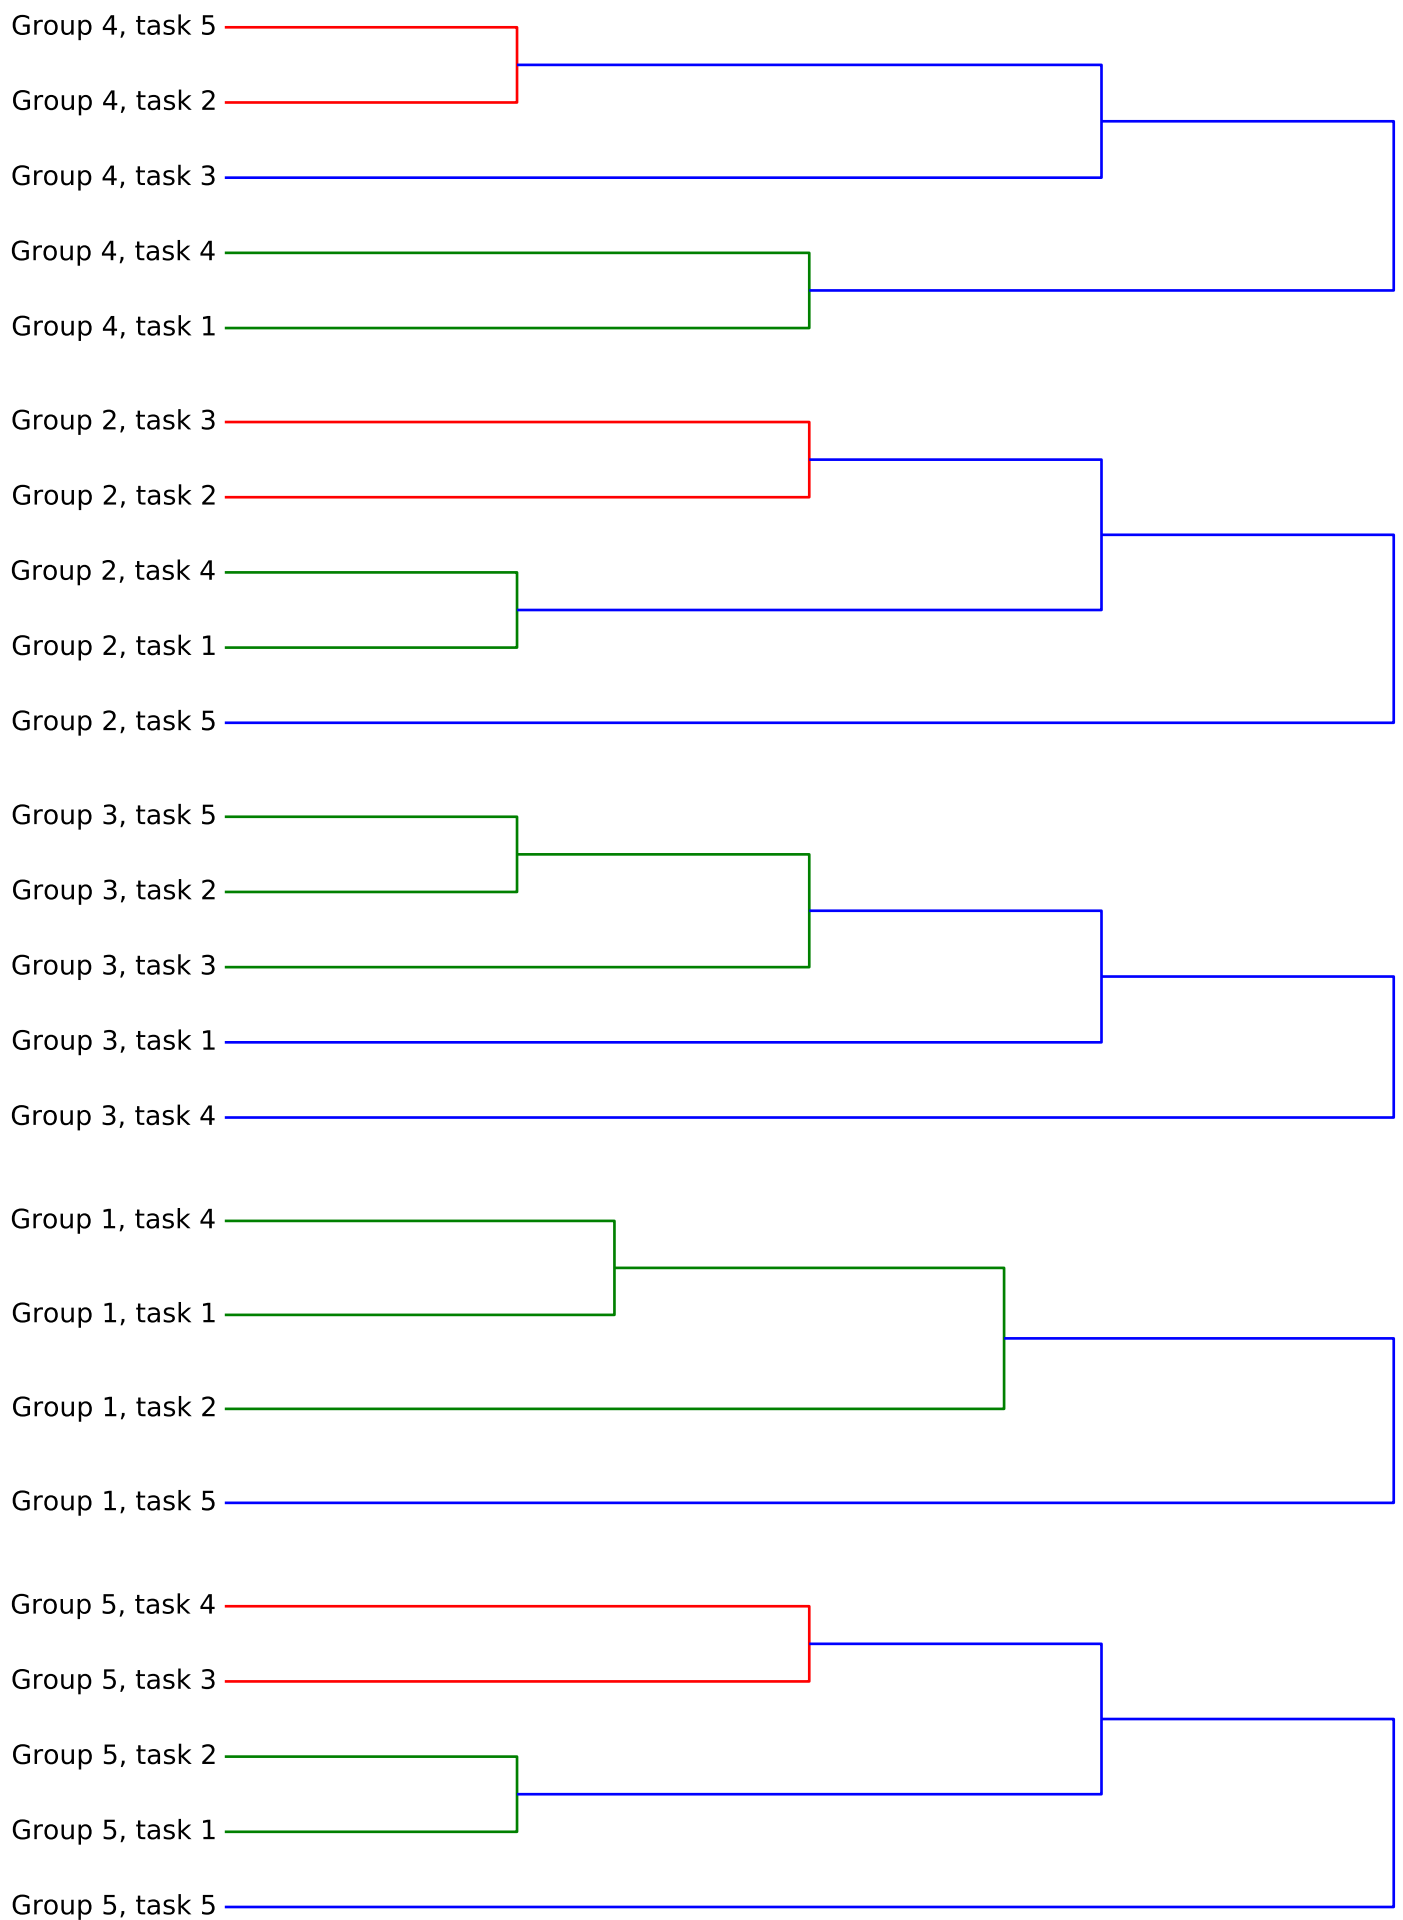 Group 4, task 5
Group 4, task 2
Group 4, task 3
Group 4, task 4
Group 4, task 1
Group 2, task 3
Group 2, task 2
Group 2, task 4
Group 2, task 1
Group 2, task 5
Group 3, task 5
Group 3, task 2
Group 3, task 3
Group 3, task 1
Group 3, task 4
Group 1, task 4
Group 1, task 1
Group 1, task 2
Group 1, task 5
Group 5, task 4
Group 5, task 3
Group 5, task 2
Group 5, task 1
Group 5, task 5